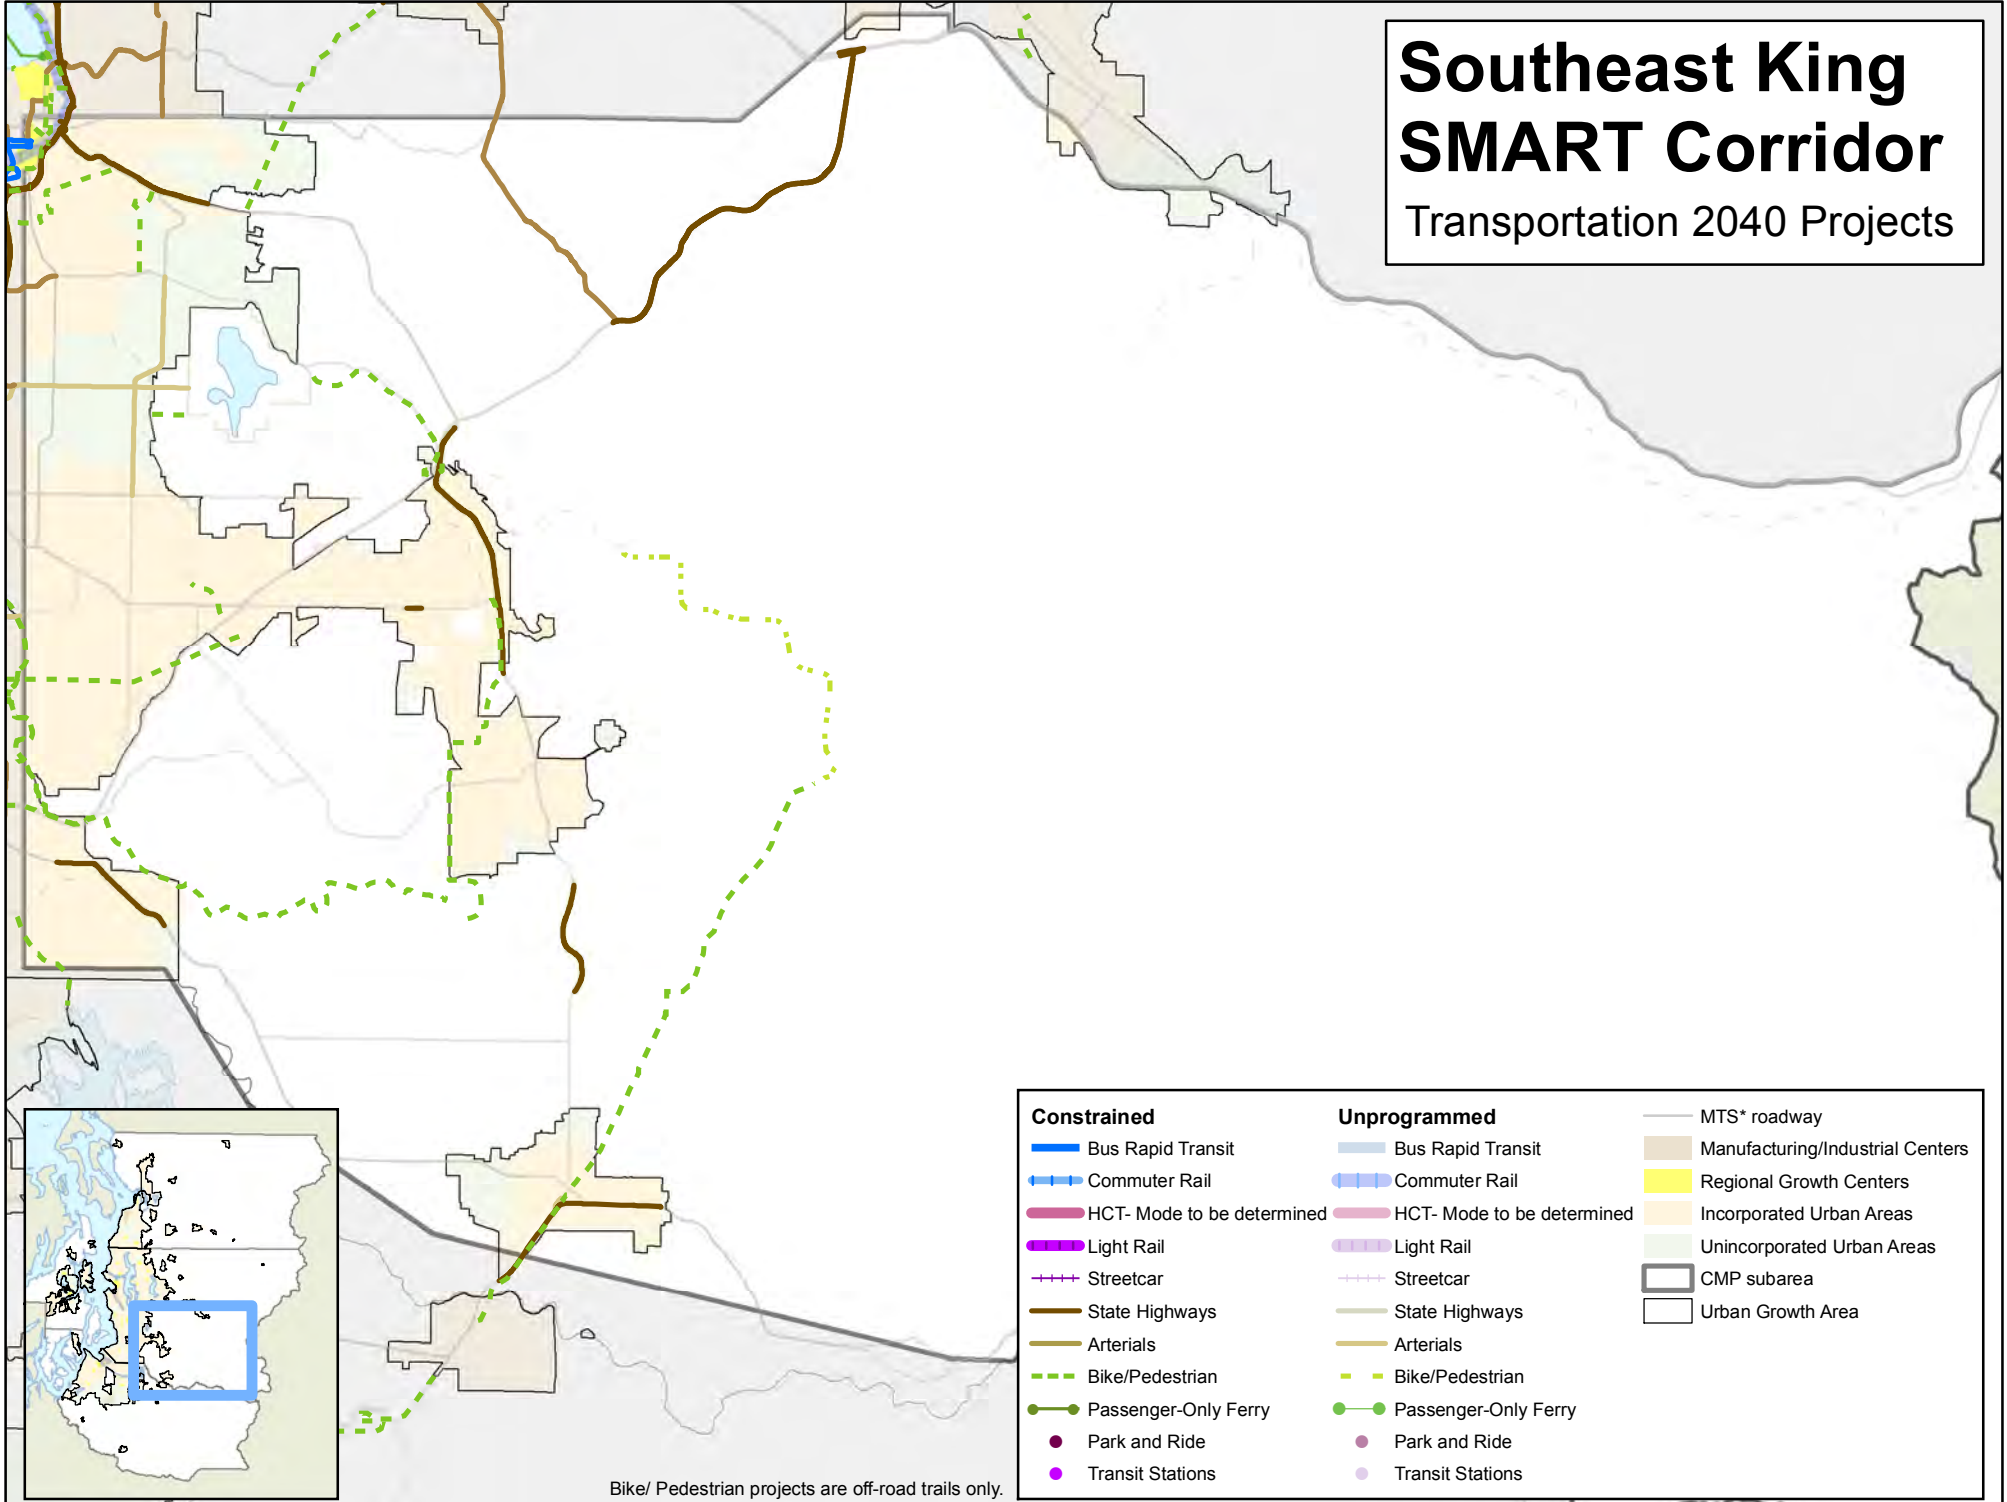 Southeast King
SMART Corridor
Transportation 2040 Projects
Constrained
Bus Rapid Transit
Commuter Rail
HCT- Mode to be determined
Light Rail
Streetcar
State Highways
Arterials
Bike/Pedestrian
Passenger-Only Ferry
Park and Ride
Transit Stations
Unprogrammed
Bus Rapid Transit
Commuter Rail
HCT- Mode to be determined
Light Rail
Streetcar
State Highways
Arterials
Bike/Pedestrian
Passenger-Only Ferry
Park and Ride
Transit Stations
MTS* roadway
Manufacturing/Industrial Centers
Regional Growth Centers
Incorporated Urban Areas
Unincorporated Urban Areas
CMP subarea
Urban Growth Area
Bike/ Pedestrian projects are off-road trails only.